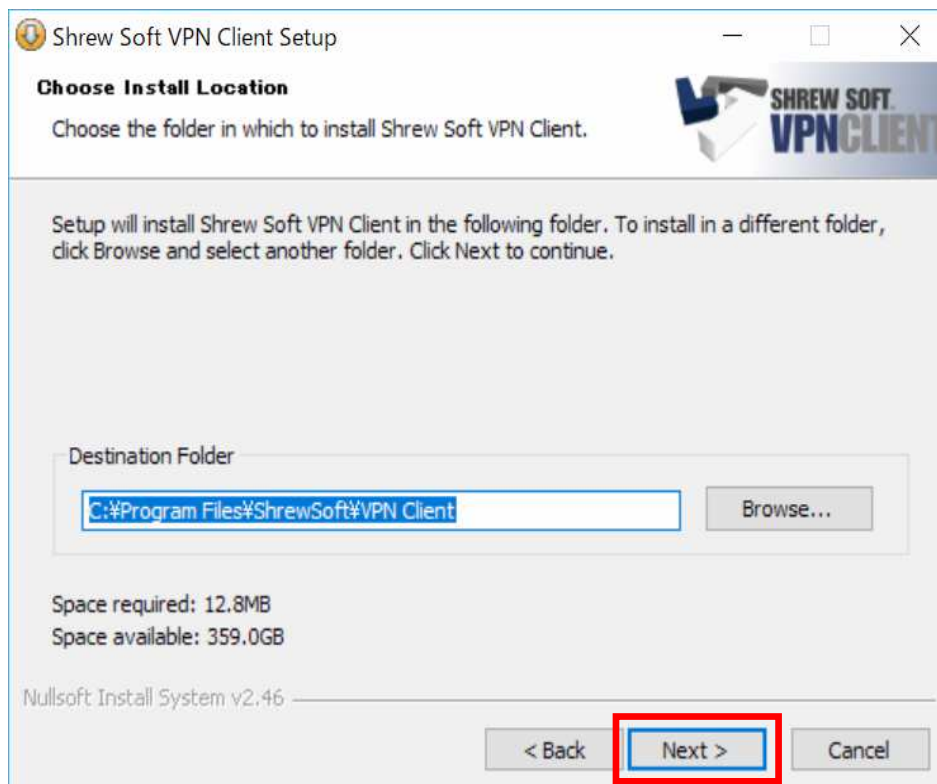 Shrew Soft VPN Client Setup
Choose Install Location
Choose the folder in which to install Shrew Soft VPN Client.
SHREW SOFT
VPNCLIENT
Setup will install Shrew Soft VPN Client in the following folder. To install in a different folder,
click Browse and select another folder. Click Next to continue.
Destination Folder
C:¥Program Files¥ShrewSoft¥VPN Client
Browse...
Space required: 12.8MB
Space available: 359.0GB
Nullsoft Install System v2.46
< Back
Next >
Cancel